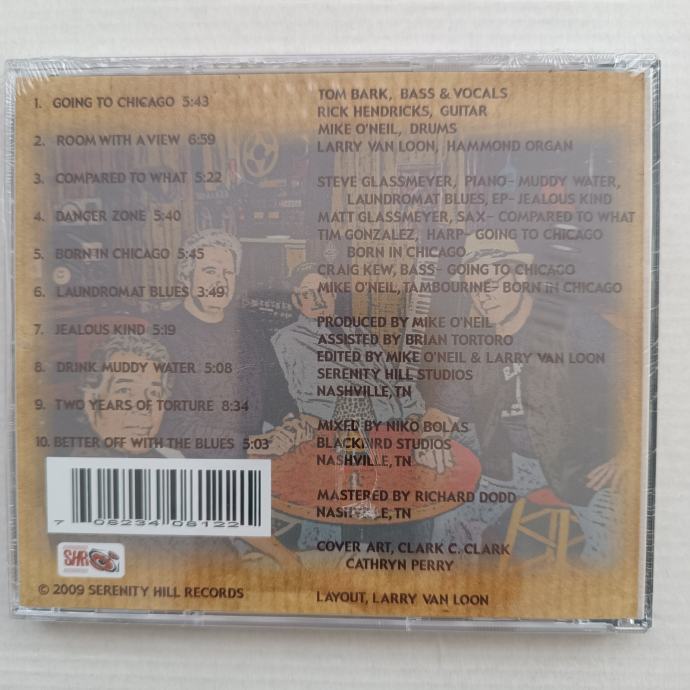 1. GOING TO CHICAGO 5:43
2. ROOM WITH A VIEW 6:59
3. COMPARED TO WHAT 5:22
4. DANGER ZONE 5:40
5. BORN IN CHICAGO 5:45
6. LAUNDROMAT BLUES 3:49
7. JEALOUS KIND 5:19
8. DRINK MUDDY WATER 5:08
9. TWO YEARS OF TORTURE 8:34
10. BETTER OFF WITH THE BLUES 5:03
7 08234 08122
SHR
© 2009 SERENITY HILL RECORDS
TOM BARK, BASS & VOCALS
RICK HENDRICKS, GUITAR
MIKE O'NEIL, DRUMS
LARRY VAN LOON, HAMMOND ORGAN
STEVE GLASSMEYER, PIANO- MUDDY WATER,
LAUNDROMAT BLUES, EP- JEALOUS KIND
MATT GLASSMEYER, SAX- COMPARED TO WHAT
TIM GONZALEZ, HARP- GOING TO CHICAGO
BORN IN CHICAGO
CRAIG KEW, BASS- GOING TO CHICAGO
MIKE O'NEIL, TAMBOURINE- BORN IN CHICAGO
PRODUCED BY MIKE O'NEIL
ASSISTED BY BRIAN TORTORO
EDITED BY MIKE O'NEIL & LARRY VAN LOON
SERENITY HILL STUDIOS
NASHVILLE, TN
MIXED BY NIKO BOLAS
BLACKBIRD STUDIOS
NASHVILLE, TN
MASTERED BY RICHARD DODD
NASHVILLE, TN
COVER ART, CLARK C. CLARK
CATHRYN PERRY
LAYOUT, LARRY VAN LOON